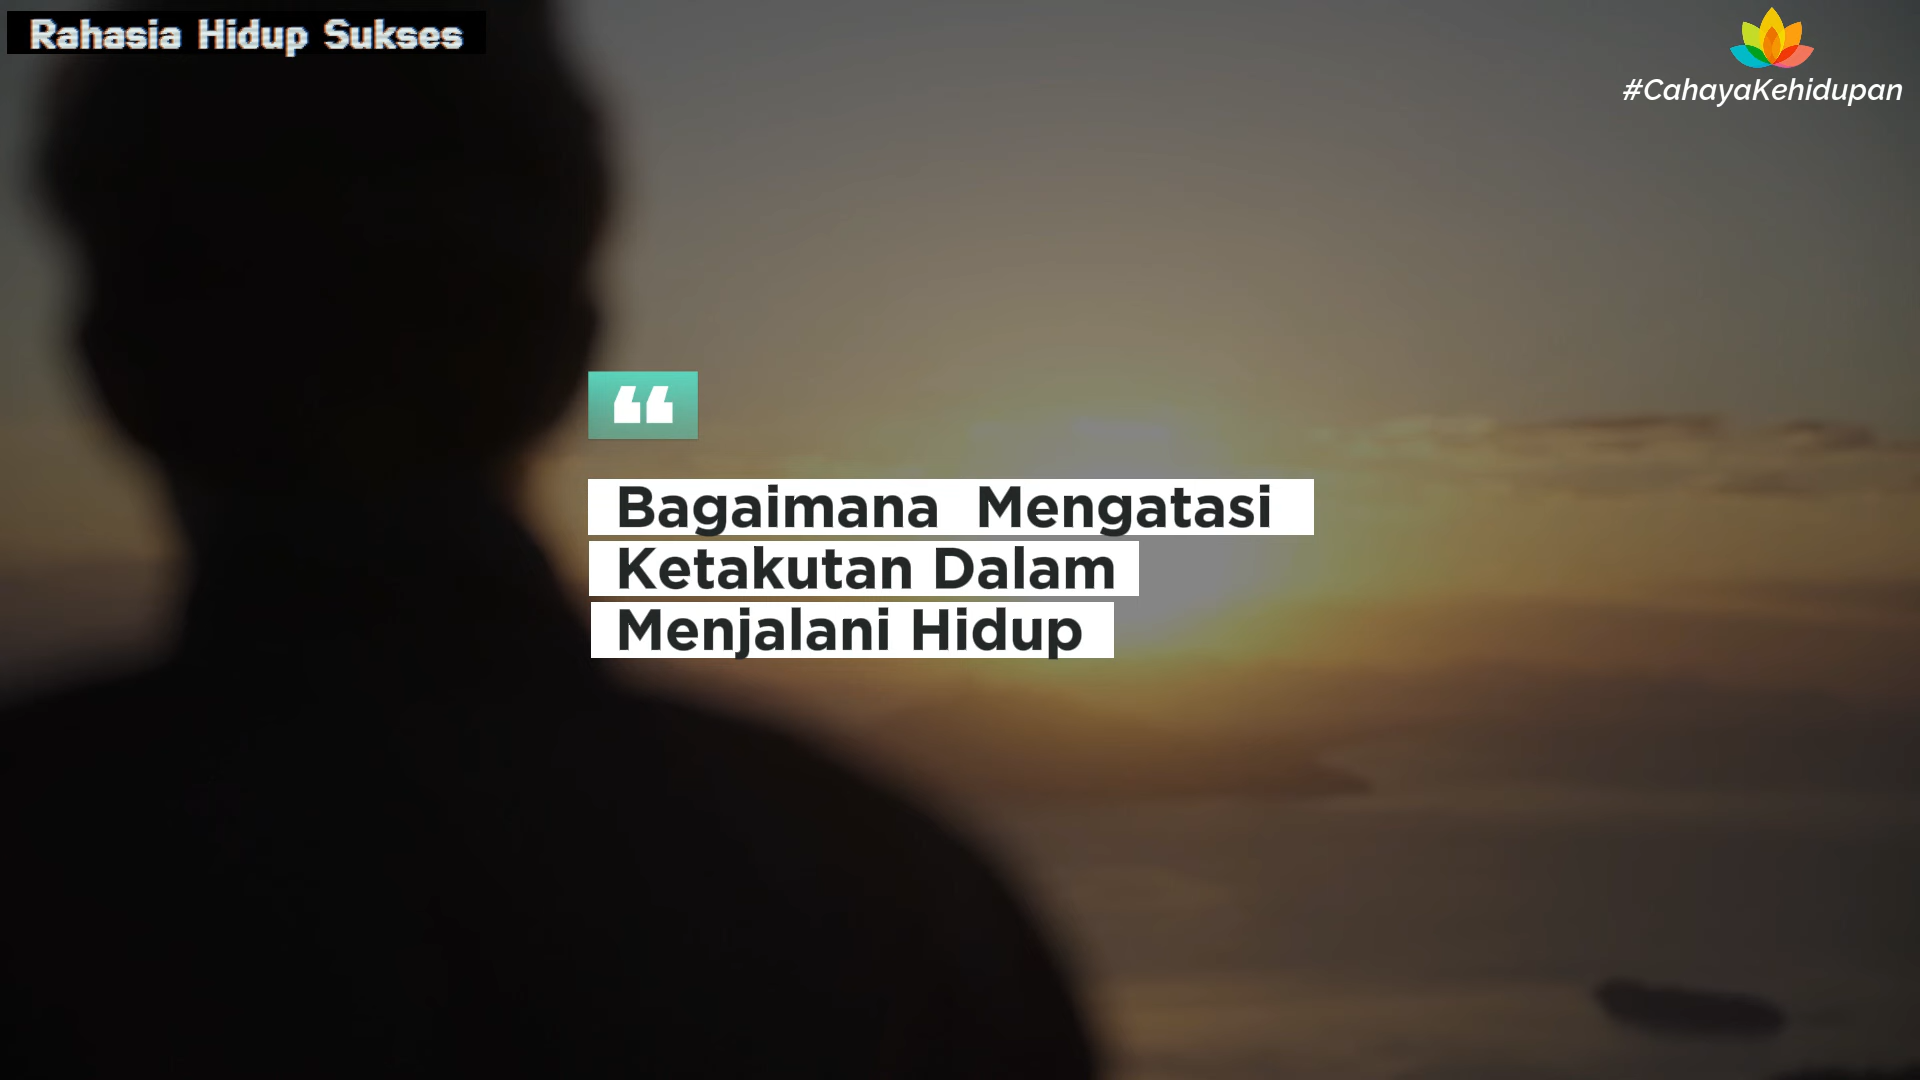 Rahasia Hidup Sukses
#CahayaKehidupan
Bagaimana Mengatasi
Ketakutan Dalam
Menjalani Hidup